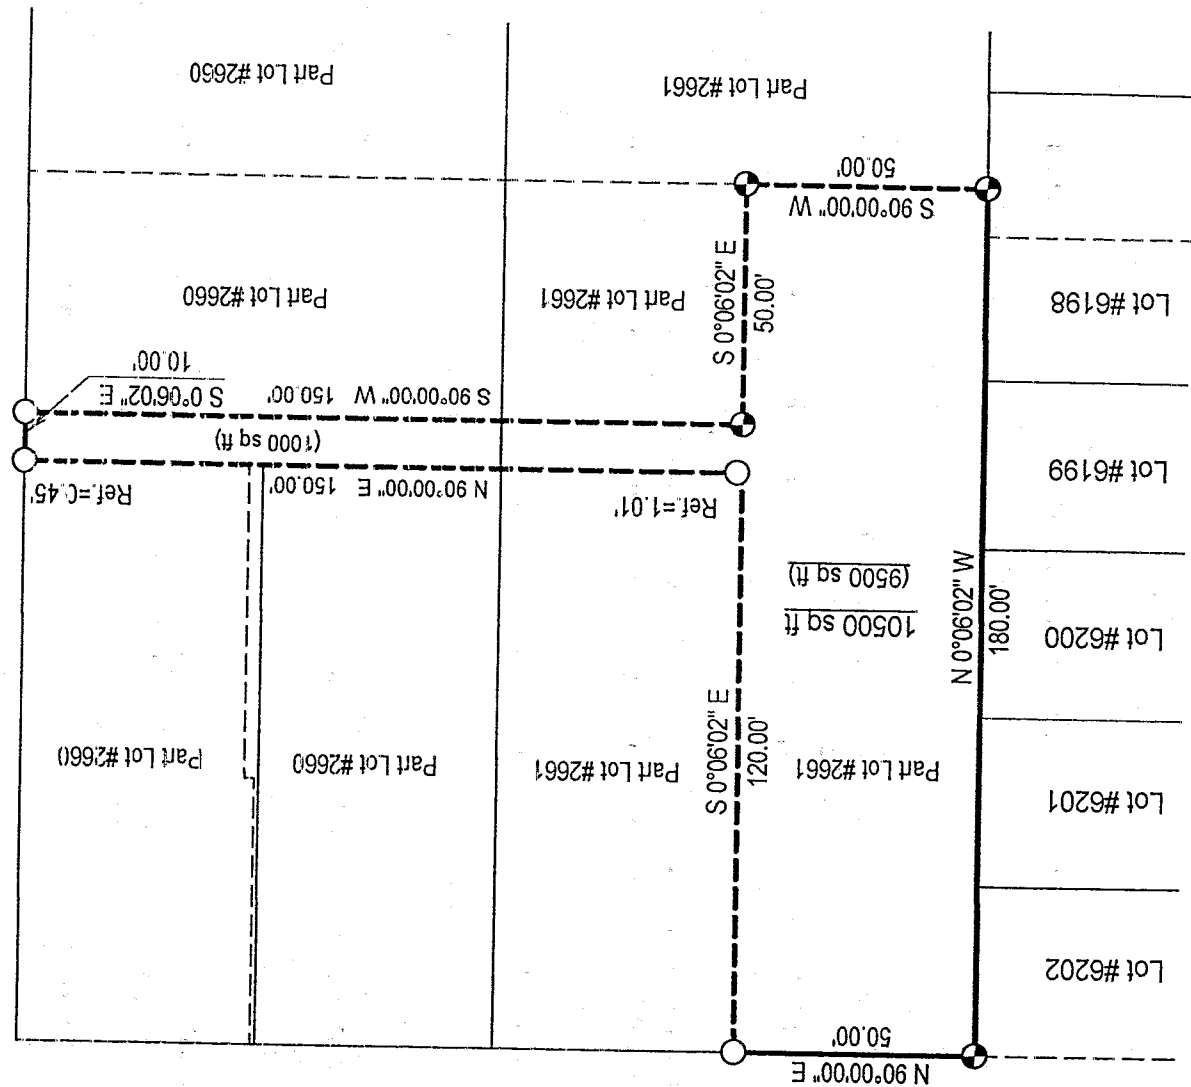 N 90°00'00" E
50.00'
Lot #6202
Lot #6201
Part Lot #2661
S 0°06'02" E
120.00'
Part Lot #2661
Part Lot #2660
Part Lot #2660
Lot #6200
N 0°06'02" W
180.00'
10500 sq ft
(9500 sq ft)
Lot #6199
Ref.=1.01'
N 90°00'00" E 150.00'
Ref.=0.45'
(1000 sq ft)
S 90°00'00" W 150.00'
S 0°06'02" E
10.00'
Lot #6198
S 0°06'02" E
50.00'
Part Lot #2661
Part Lot #2660
S 90°00'00" W
50.00'
Part Lot #2661
Part Lot #2660